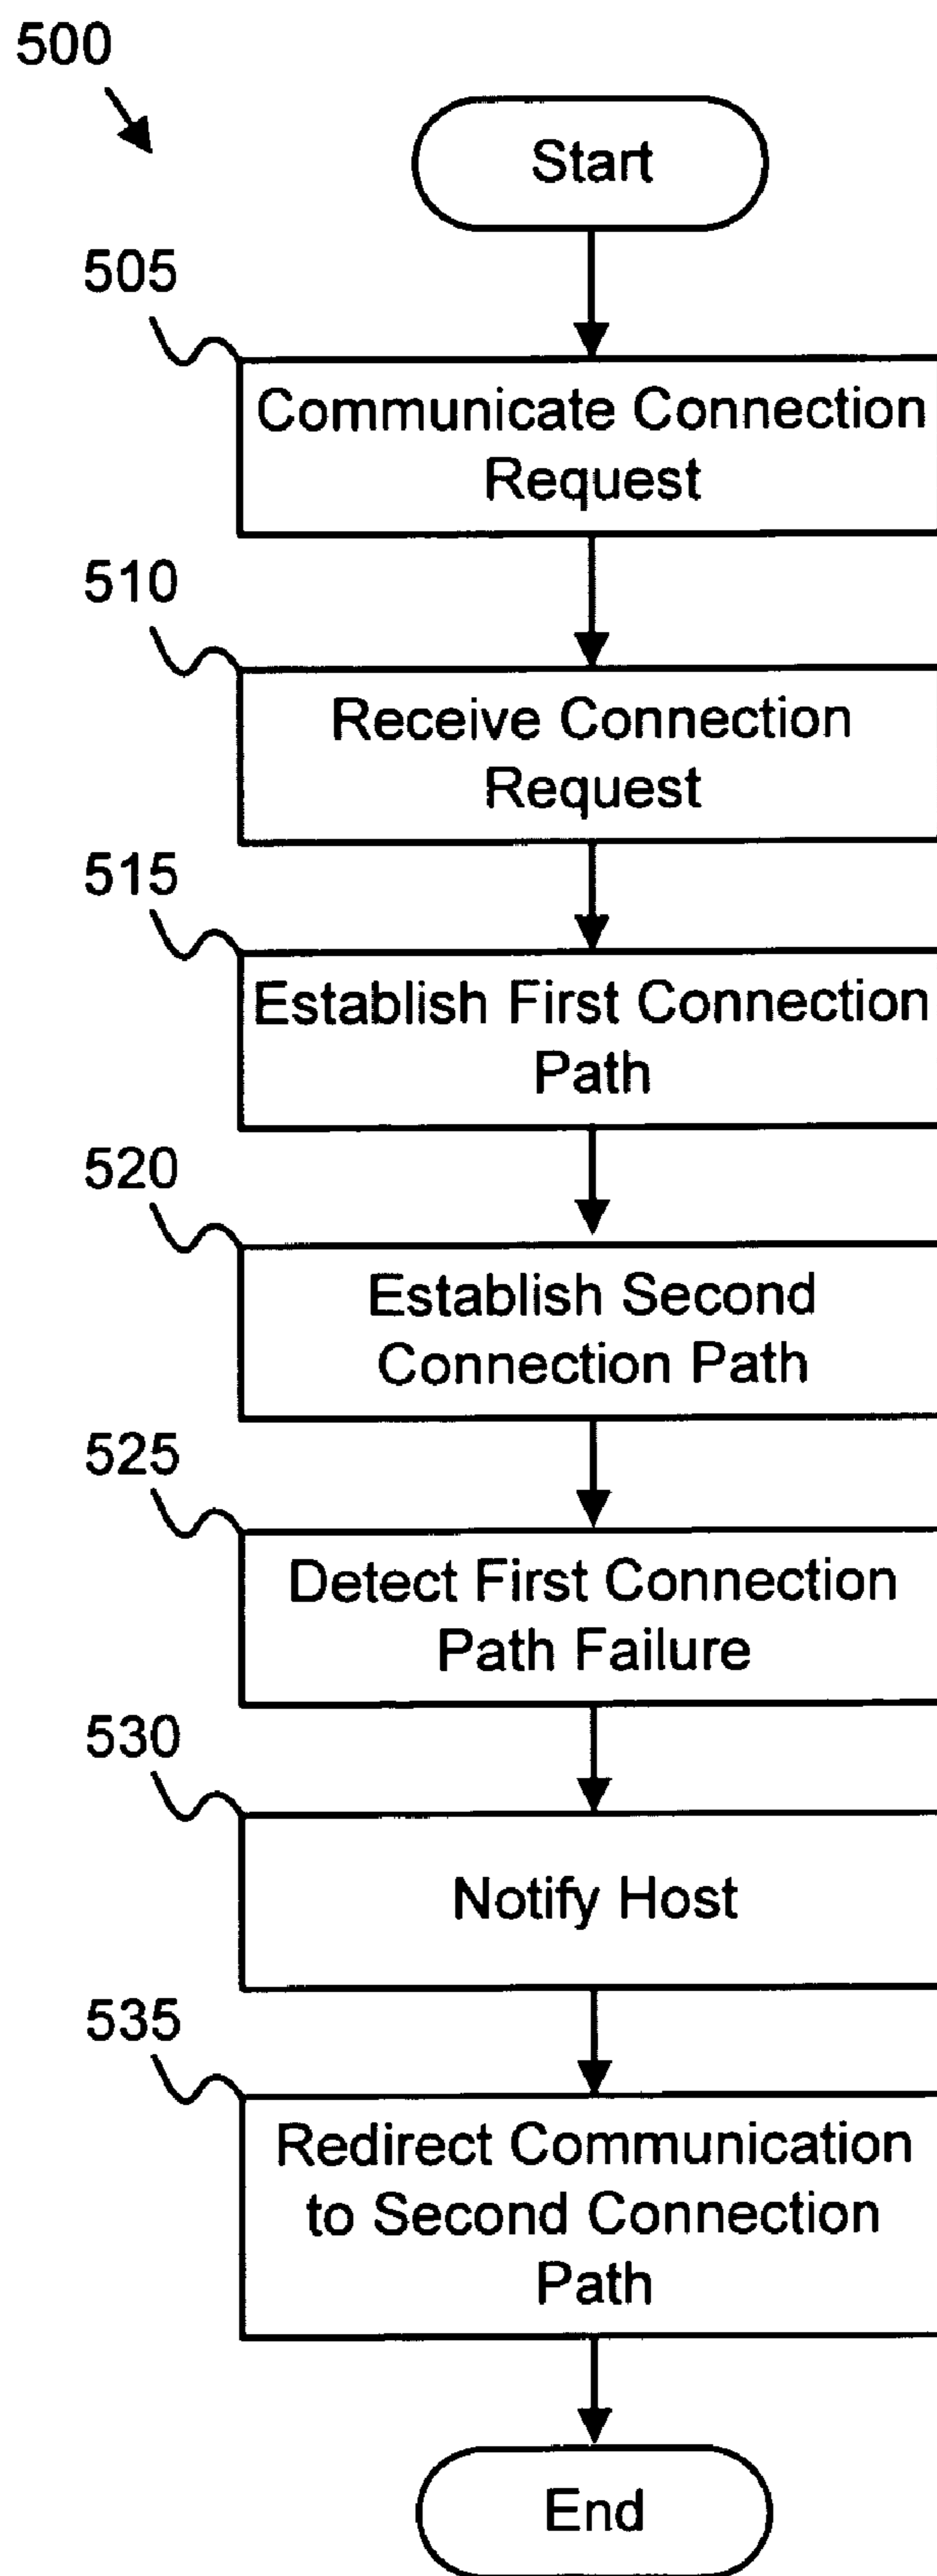 500
Start
505
Communicate Connection
Request
510
Receive Connection
Request
515
Establish First Connection
Path
520
Establish Second
Connection Path
525
Detect First Connection
Path Failure
530
Notify Host
535
Redirect Communication
to Second Connection
Path
End